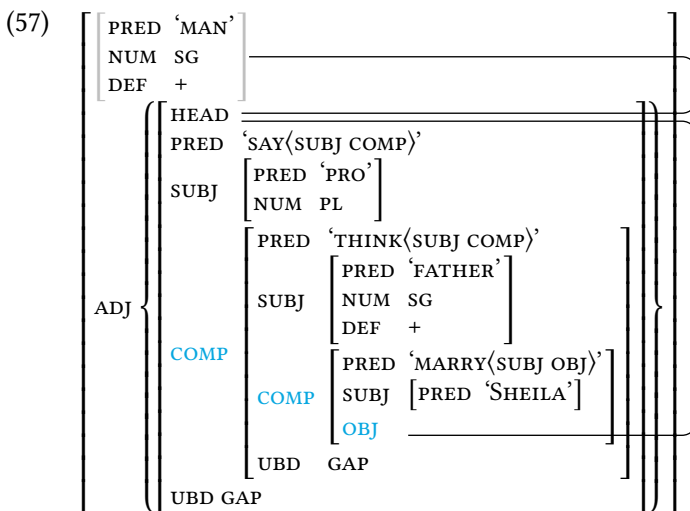 (57)
PRED ‘MAN’
NUM SG
DEF +
HEAD
PRED ‘SAY⟨SUBJ COMP⟩’
SUBJ
PRED ‘PRO’
NUM PL
ADJ
COMP
PRED ‘THINK⟨SUBJ COMP⟩’
SUBJ
PRED ‘FATHER’
NUM SG
DEF +
COMP
PRED ‘MARRY⟨SUBJ OBJ⟩’
SUBJ [PRED ‘SHEILA’]
OBJ
UBD GAP
UBD GAP